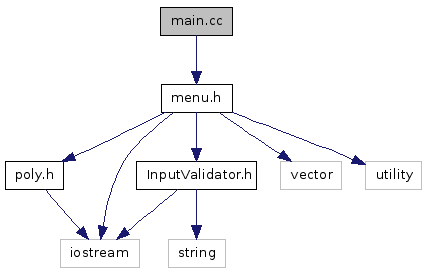 main.cc
menu.h
poly.h
InputValidator.h
vector
utility
iostream
string